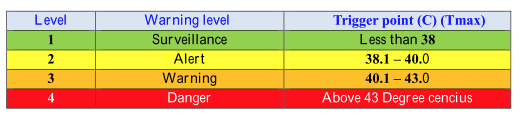 Level Warning level Trigger point (C) (Tmax)
1 Surveillance Less than 38
2 Alert 38.1 – 40.0
3 Warning 40.1 – 43.0
4 Danger Above 43 Degree cencius